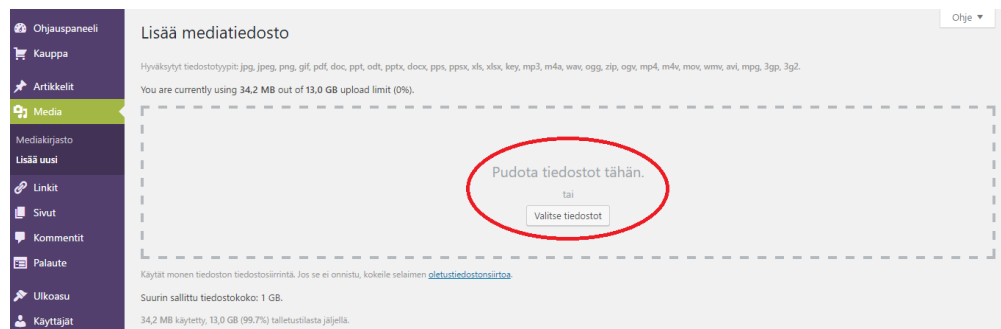 Ohje ▼
Ohjauspaneeli
Kauppa
Artikkelit
Media
Mediakirjasto
Lisää uusi
Linkit
Sivut
Kommentit
Palaute
Ulkoasu
Käyttäjät
Lisää mediatiedosto
Hyväksytyt tiedostotyypit: jpg, jpeg, png, gif, pdf, doc, ppt, odt, pptx, docx, pps, ppsx, xls, xlsx, key, mp3, m4a, wav, ogg, zip, ogv, mp4, m4v, mov, wmv, avi, mpg, 3gp, 3g2.
You are currently using 34,2 MB out of 13,0 GB upload limit (0%).
Pudota tiedostot tähän.
tai
Valitse tiedostot
Käytät monen tiedoston tiedostosiirrintä. Jos se ei onnistu, kokeile selaimen oletustiedostonsiirtoa.
Suurin sallittu tiedostokoko: 1 GB.
34,2 MB käytetty, 13,0 GB (99.7%) talletustilasta jäljellä.